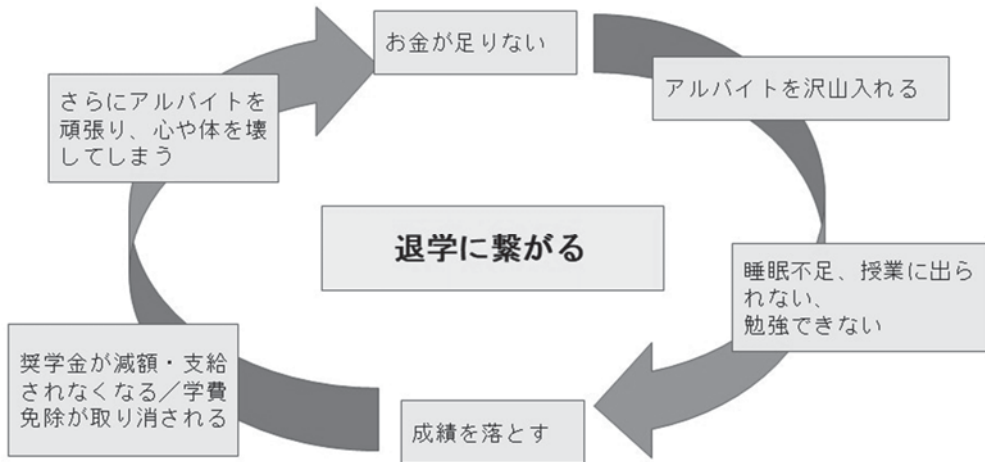 お金が足りない
アルバイトを沢山入れる
睡眠不足、授業に出ら
れない、
勉強できない
成績を落とす
奨学金が減額・支給
されなくなる／学費
免除が取り消される
さらにアルバイトを
頑張り、心や体を壊
してしまう
退学に繋がる